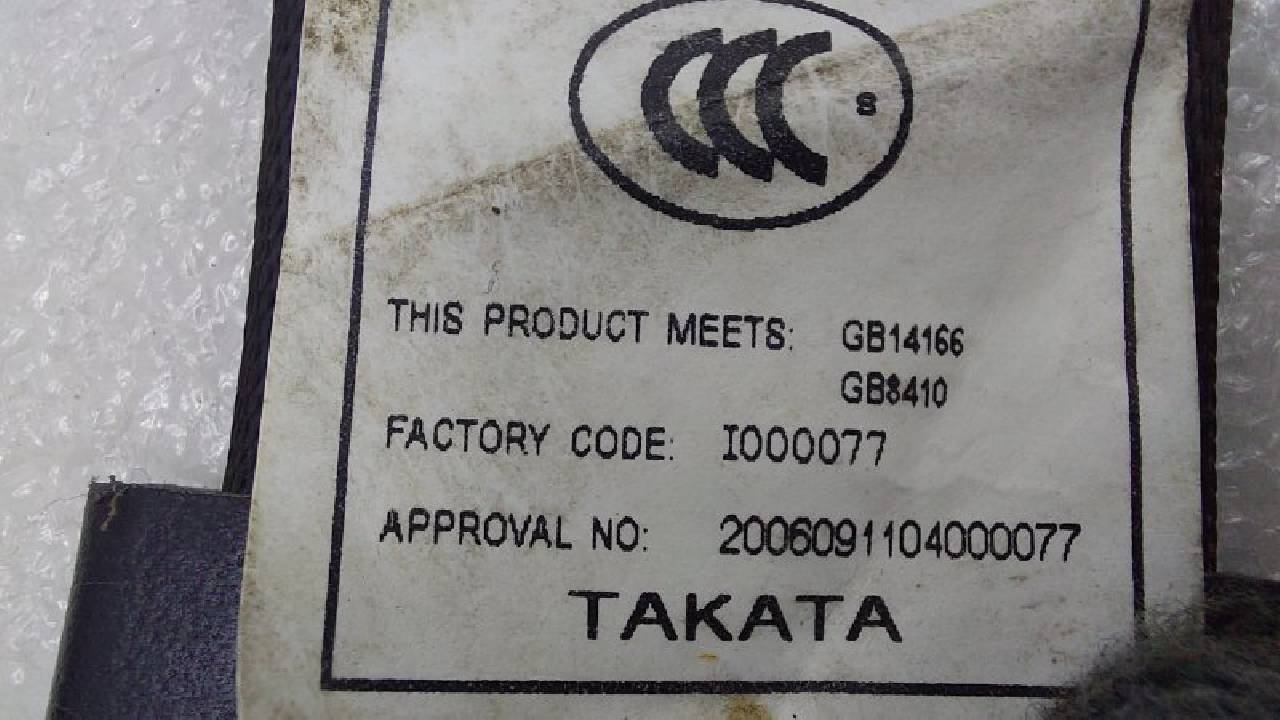 CCC S
THIS PRODUCT MEETS: GB14166
GB8410
FACTORY CODE: I000077
APPROVAL NO: 2006091104000077
TAKATA